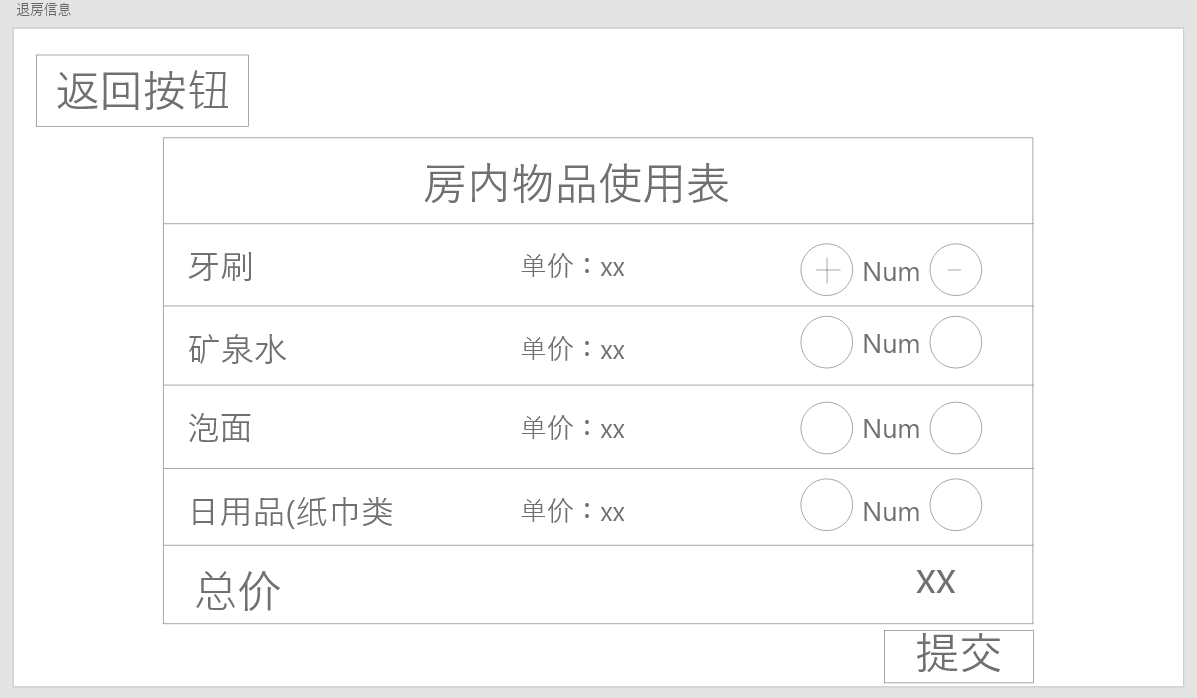 退房信息
返回按钮
房内物品使用表
牙刷 单价：xx + Num -
矿泉水 单价：xx Num
泡面 单价：xx Num
日用品(纸巾类 单价：xx Num
总价 XX
提交